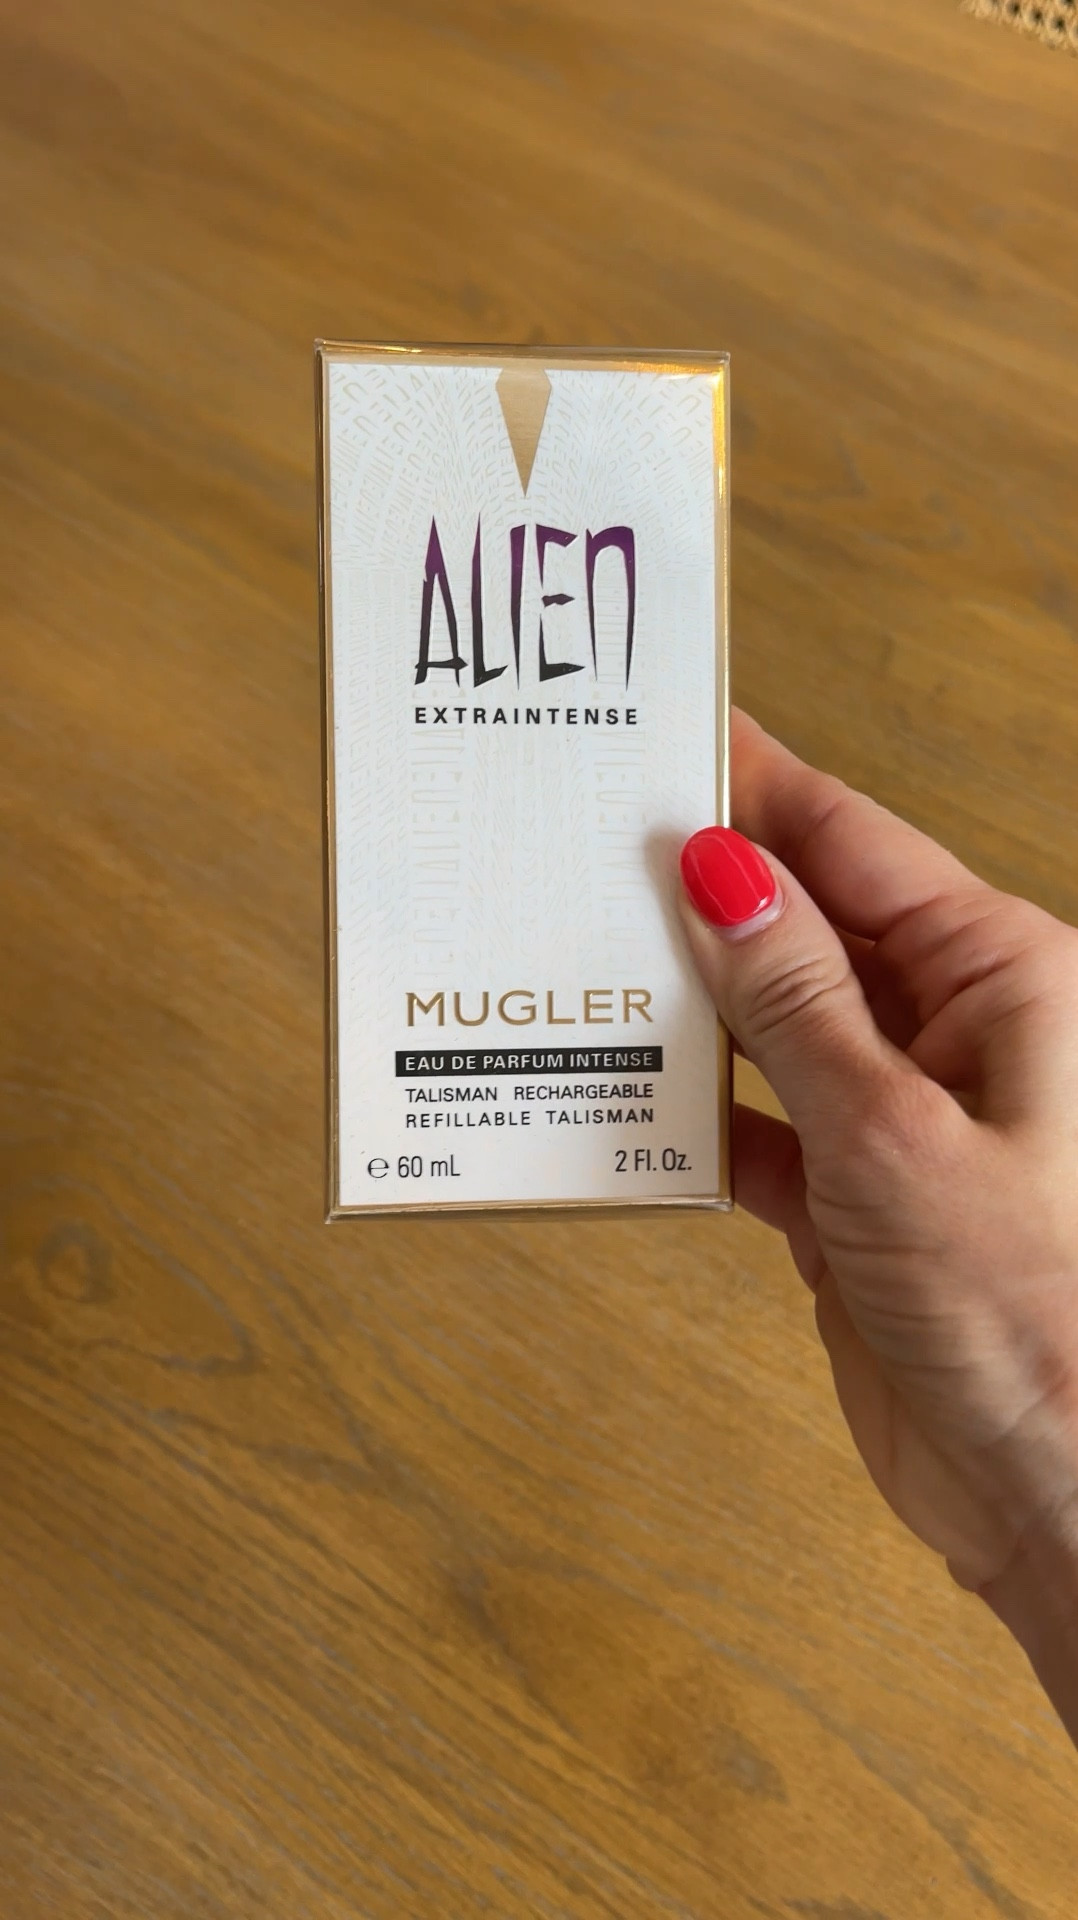 ALIEN
EXTRAINTENSE
MUGLER
EAU DE PARFUM INTENSE
TALISMAN RECHARGEABLE
REFILLABLE TALISMAN
℮ 60 mL 2 Fl. Oz.